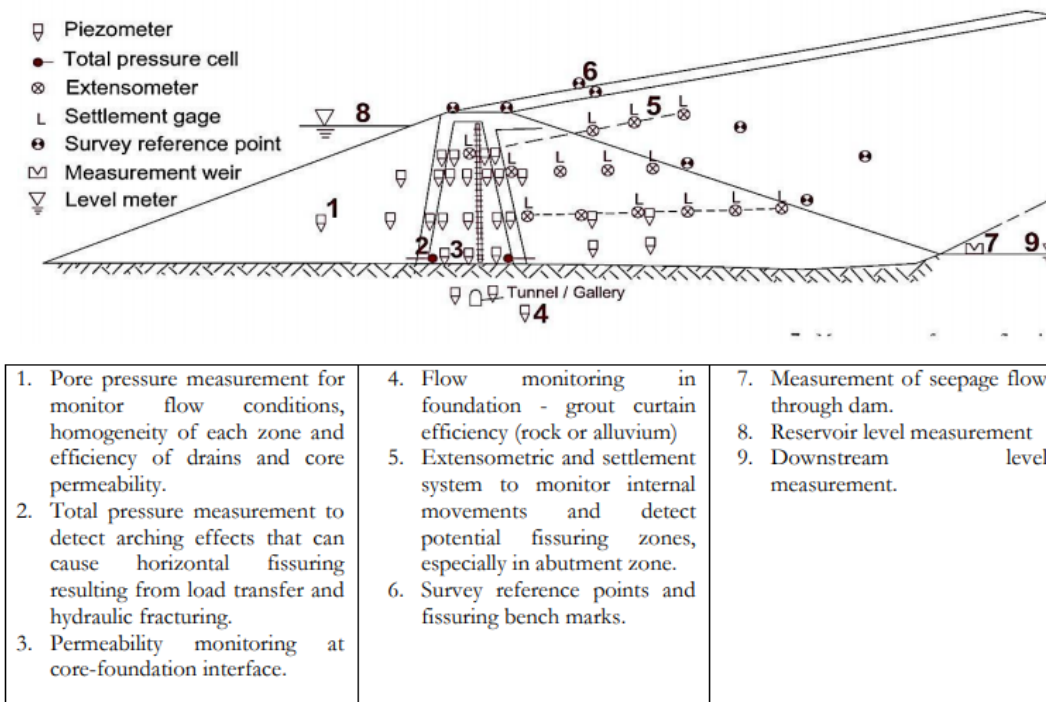 Piezometer
Total pressure cell
Extensometer
L Settlement gage
Survey reference point
Measurement weir
Level meter
8
6
5
L L L
L
L L L L
L L L L L
1
2 3
7 9
Tunnel / Gallery
4
1. Pore pressure measurement for
monitor flow conditions,
homogeneity of each zone and
efficiency of drains and core
permeability.
2. Total pressure measurement to
detect arching effects that can
cause horizontal fissuring
resulting from load transfer and
hydraulic fracturing.
3. Permeability monitoring at
core-foundation interface.
4. Flow monitoring in
foundation - grout curtain
efficiency (rock or alluvium)
5. Extensometric and settlement
system to monitor internal
movements and detect
potential fissuring zones,
especially in abutment zone.
6. Survey reference points and
fissuring bench marks.
7. Measurement of seepage flow
through dam.
8. Reservoir level measurement
9. Downstream level
measurement.